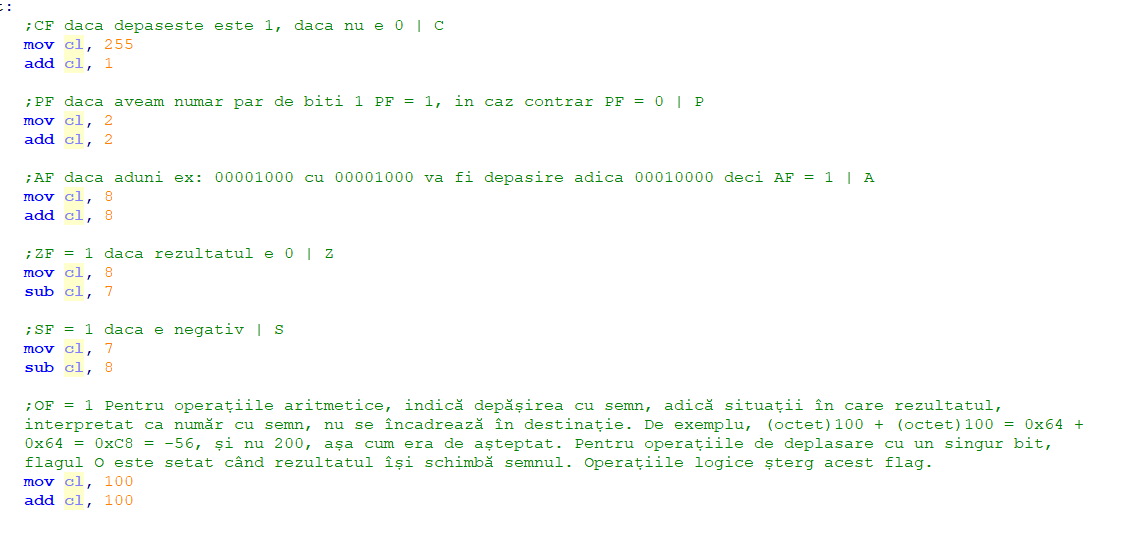 t:
;CF daca depaseste este 1, daca nu e 0 | C
mov cl, 255
add cl, 1
;PF daca aveam numar par de biti 1 PF = 1, in caz contrar PF = 0 | P
mov cl, 2
add cl, 2
;AF daca aduni ex: 00001000 cu 00001000 va fi depasire adica 00010000 deci AF = 1 | A
mov cl, 8
add cl, 8
;ZF = 1 daca rezultatul e 0 | Z
mov cl, 8
sub cl, 7
;SF = 1 daca e negativ | S
mov cl, 7
sub cl, 8
;OF = 1 Pentru operațiile aritmetice, indică depășirea cu semn, adică situații în care rezultatul,
interpretat ca număr cu semn, nu se încadrează în destinație. De exemplu, (octet)100 + (octet)100 = 0x64 +
0x64 = 0xC8 = -56, și nu 200, așa cum era de așteptat. Pentru operațiile de deplasare cu un singur bit,
flagul O este setat când rezultatul își schimbă semnul. Operațiile logice șterg acest flag.
mov cl, 100
add cl, 100